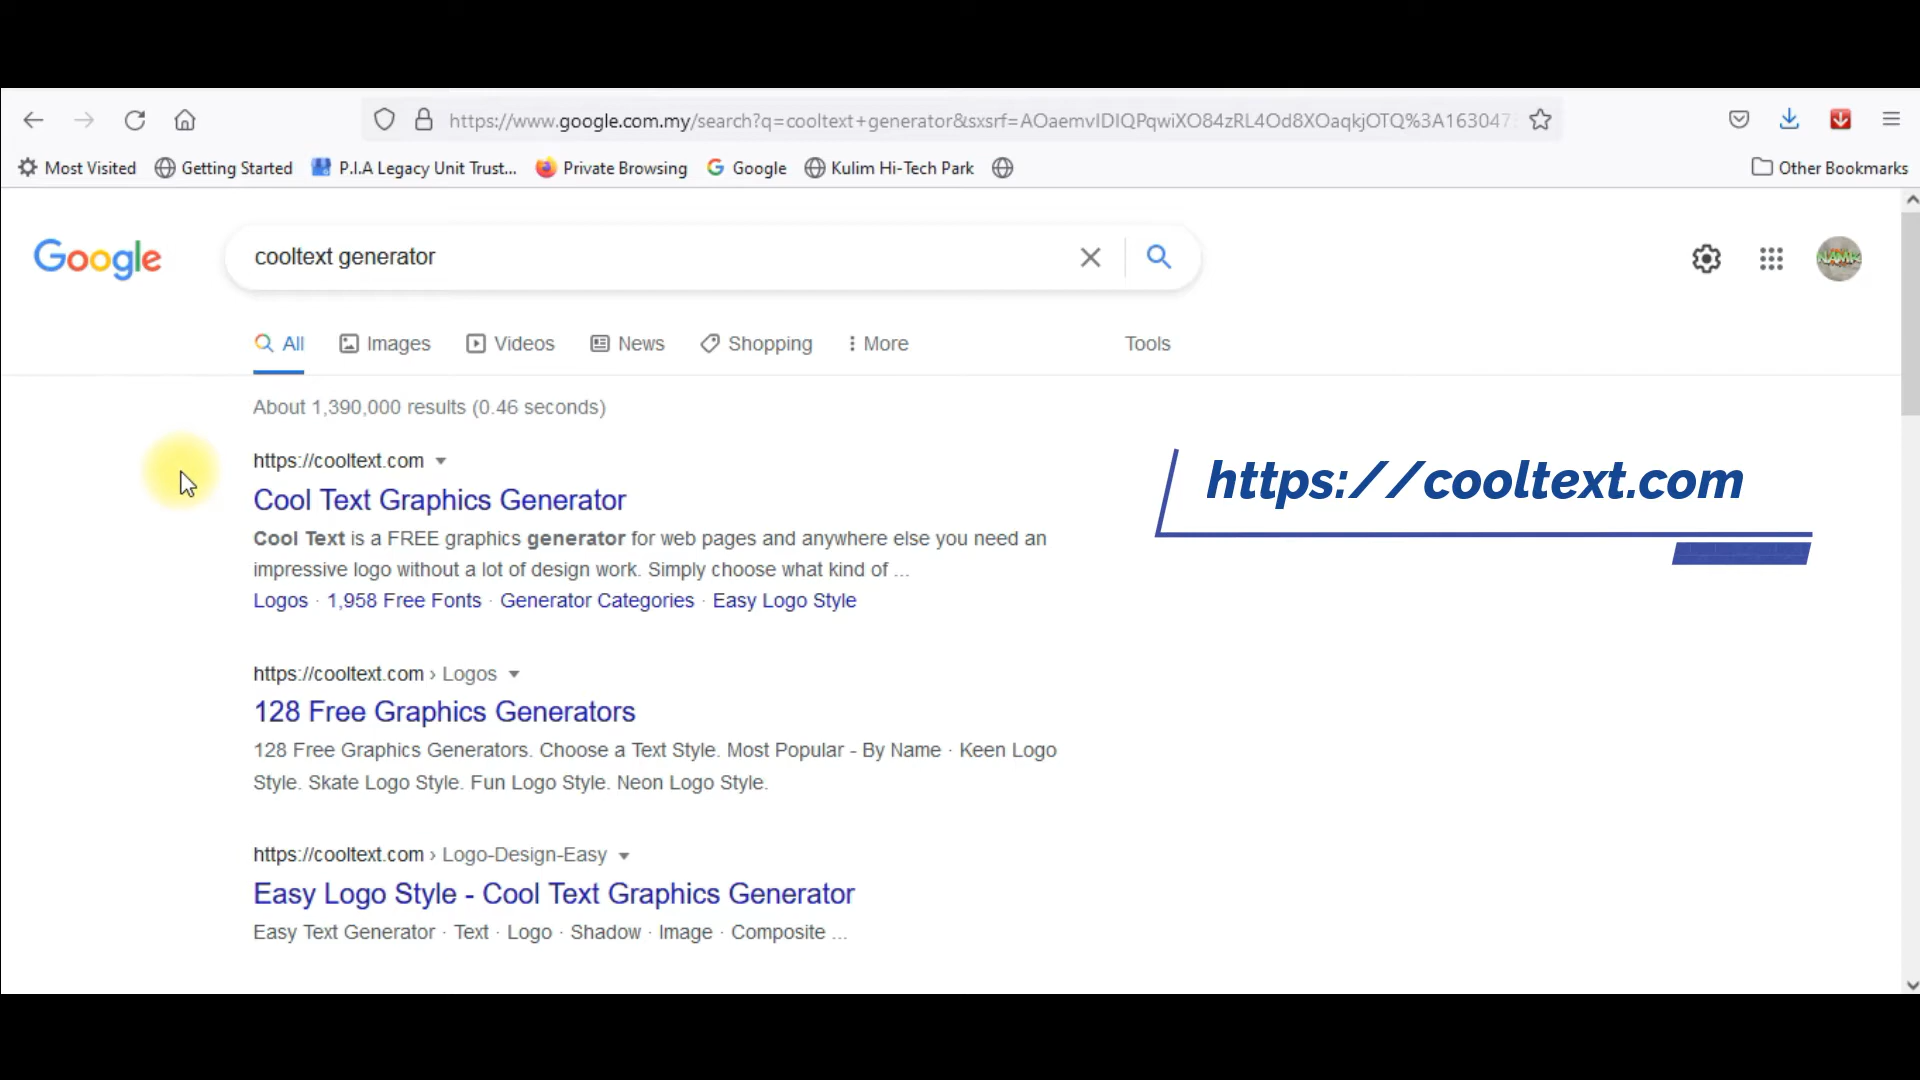 https://www.google.com.my/search?q=cooltext+generator&sxsrf=AOaemvIDIQPqwiXO84zRL4Od8XOaqkjOTQ%3A163047
Most Visited Getting Started P.I.A Legacy Unit Trust... Private Browsing Google Kulim Hi-Tech Park Other Bookmarks
Google cooltext generator NAMK
All Images Videos News Shopping More Tools
About 1,390,000 results (0.46 seconds)
https://cooltext.com
Cool Text Graphics Generator
Cool Text is a FREE graphics generator for web pages and anywhere else you need an
impressive logo without a lot of design work. Simply choose what kind of ...
Logos · 1,958 Free Fonts · Generator Categories · Easy Logo Style
https://cooltext.com
https://cooltext.com › Logos
128 Free Graphics Generators
128 Free Graphics Generators. Choose a Text Style. Most Popular - By Name · Keen Logo
Style. Skate Logo Style. Fun Logo Style. Neon Logo Style.
https://cooltext.com › Logo-Design-Easy
Easy Logo Style - Cool Text Graphics Generator
Easy Text Generator · Text · Logo · Shadow · Image · Composite ...